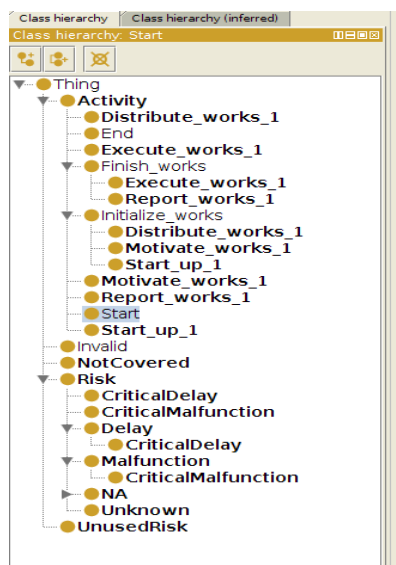 Class hierarchy Class hierarchy (inferred)
Class hierarchy: Start
Thing
Activity
Distribute_works_1
End
Execute_works_1
Finish_works
Execute_works_1
Report_works_1
Initialize_works
Distribute_works_1
Motivate_works_1
Start_up_1
Motivate_works_1
Report_works_1
Start
Start_up_1
Invalid
NotCovered
Risk
CriticalDelay
CriticalMalfunction
Delay
CriticalDelay
Malfunction
CriticalMalfunction
NA
Unknown
UnusedRisk